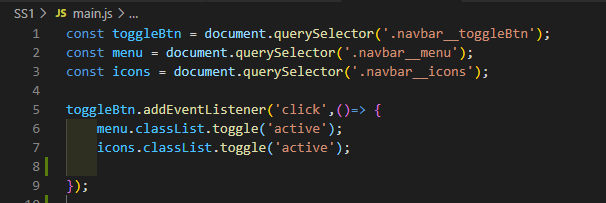 SS1 > JS main.js > ...
1 const toggleBtn = document.querySelector('.navbar__toggleBtn');
2 const menu = document.querySelector('.navbar__menu');
3 const icons = document.querySelector('.navbar__icons');
4
5 toggleBtn.addEventListener('click',()=> {
6     menu.classList.toggle('active');
7     icons.classList.toggle('active');
8
9 });
10